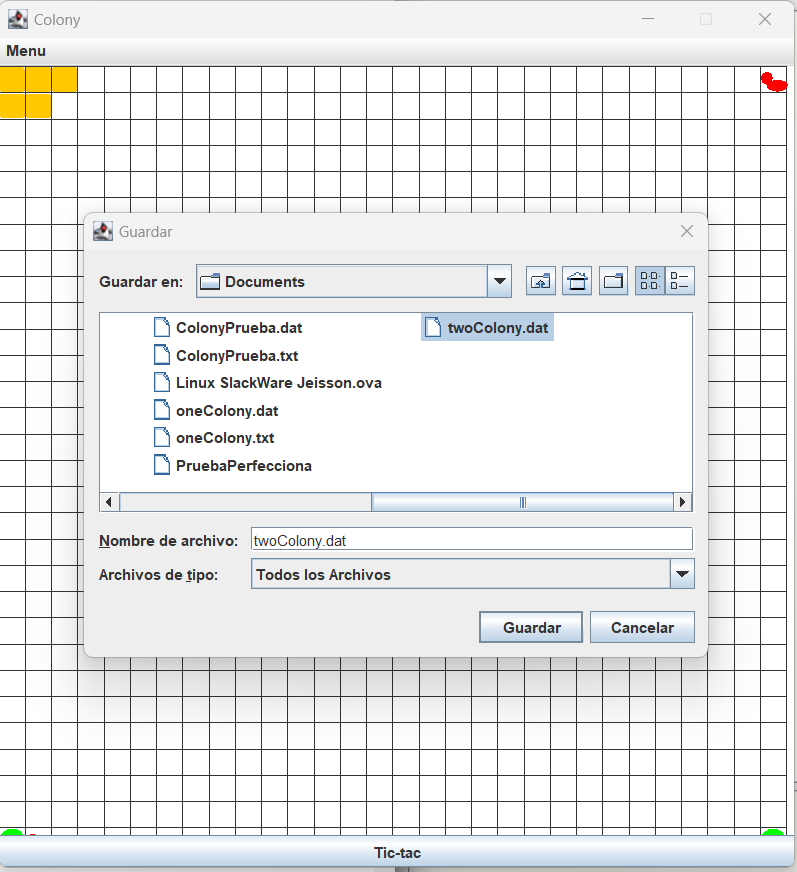 Colony
Menu
Guardar
Guardar en: Documents
ColonyPrueba.dat
twoColony.dat
ColonyPrueba.txt
Linux SlackWare Jeisson.ova
oneColony.dat
oneColony.txt
PruebaPerfecciona
Nombre de archivo: twoColony.dat
Archivos de tipo: Todos los Archivos
Guardar Cancelar
Tic-tac